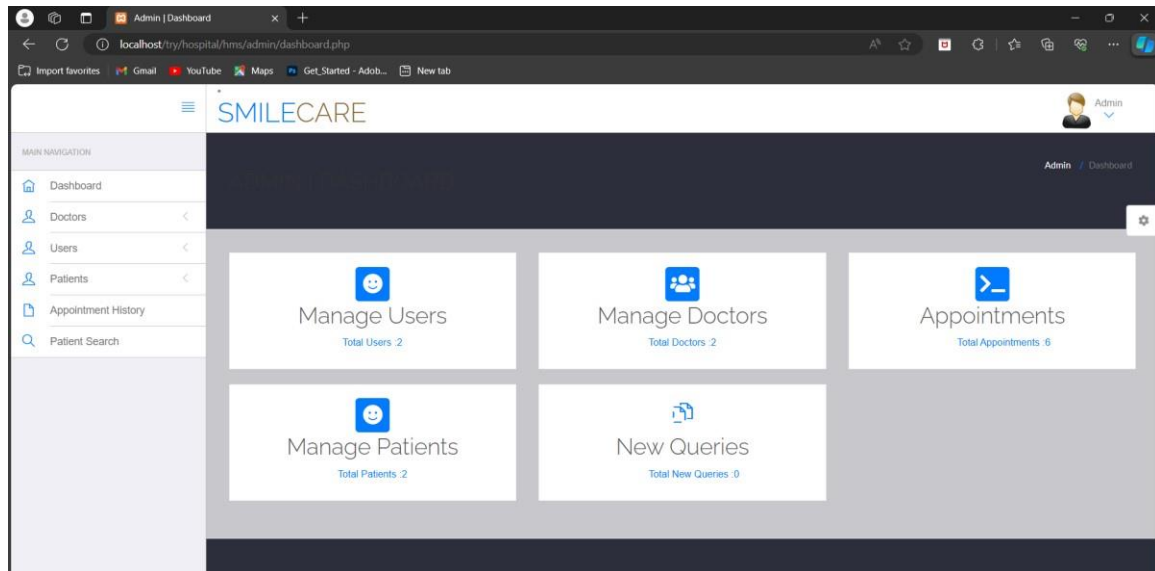 Admin | Dashboard
localhost/try/hospital/hms/admin/dashboard.php
Import favorites
Gmail
YouTube
Maps
Get_Started - Adob...
New tab
SMILECARE
Admin
MAIN NAVIGATION
Dashboard
Doctors
Users
Patients
Appointment History
Patient Search
ADMIN | DASHBOARD
Admin / Dashboard
Manage Users
Total Users :2
Manage Doctors
Total Doctors :2
Appointments
Total Appointments :6
Manage Patients
Total Patients :2
New Queries
Total New Queries :0